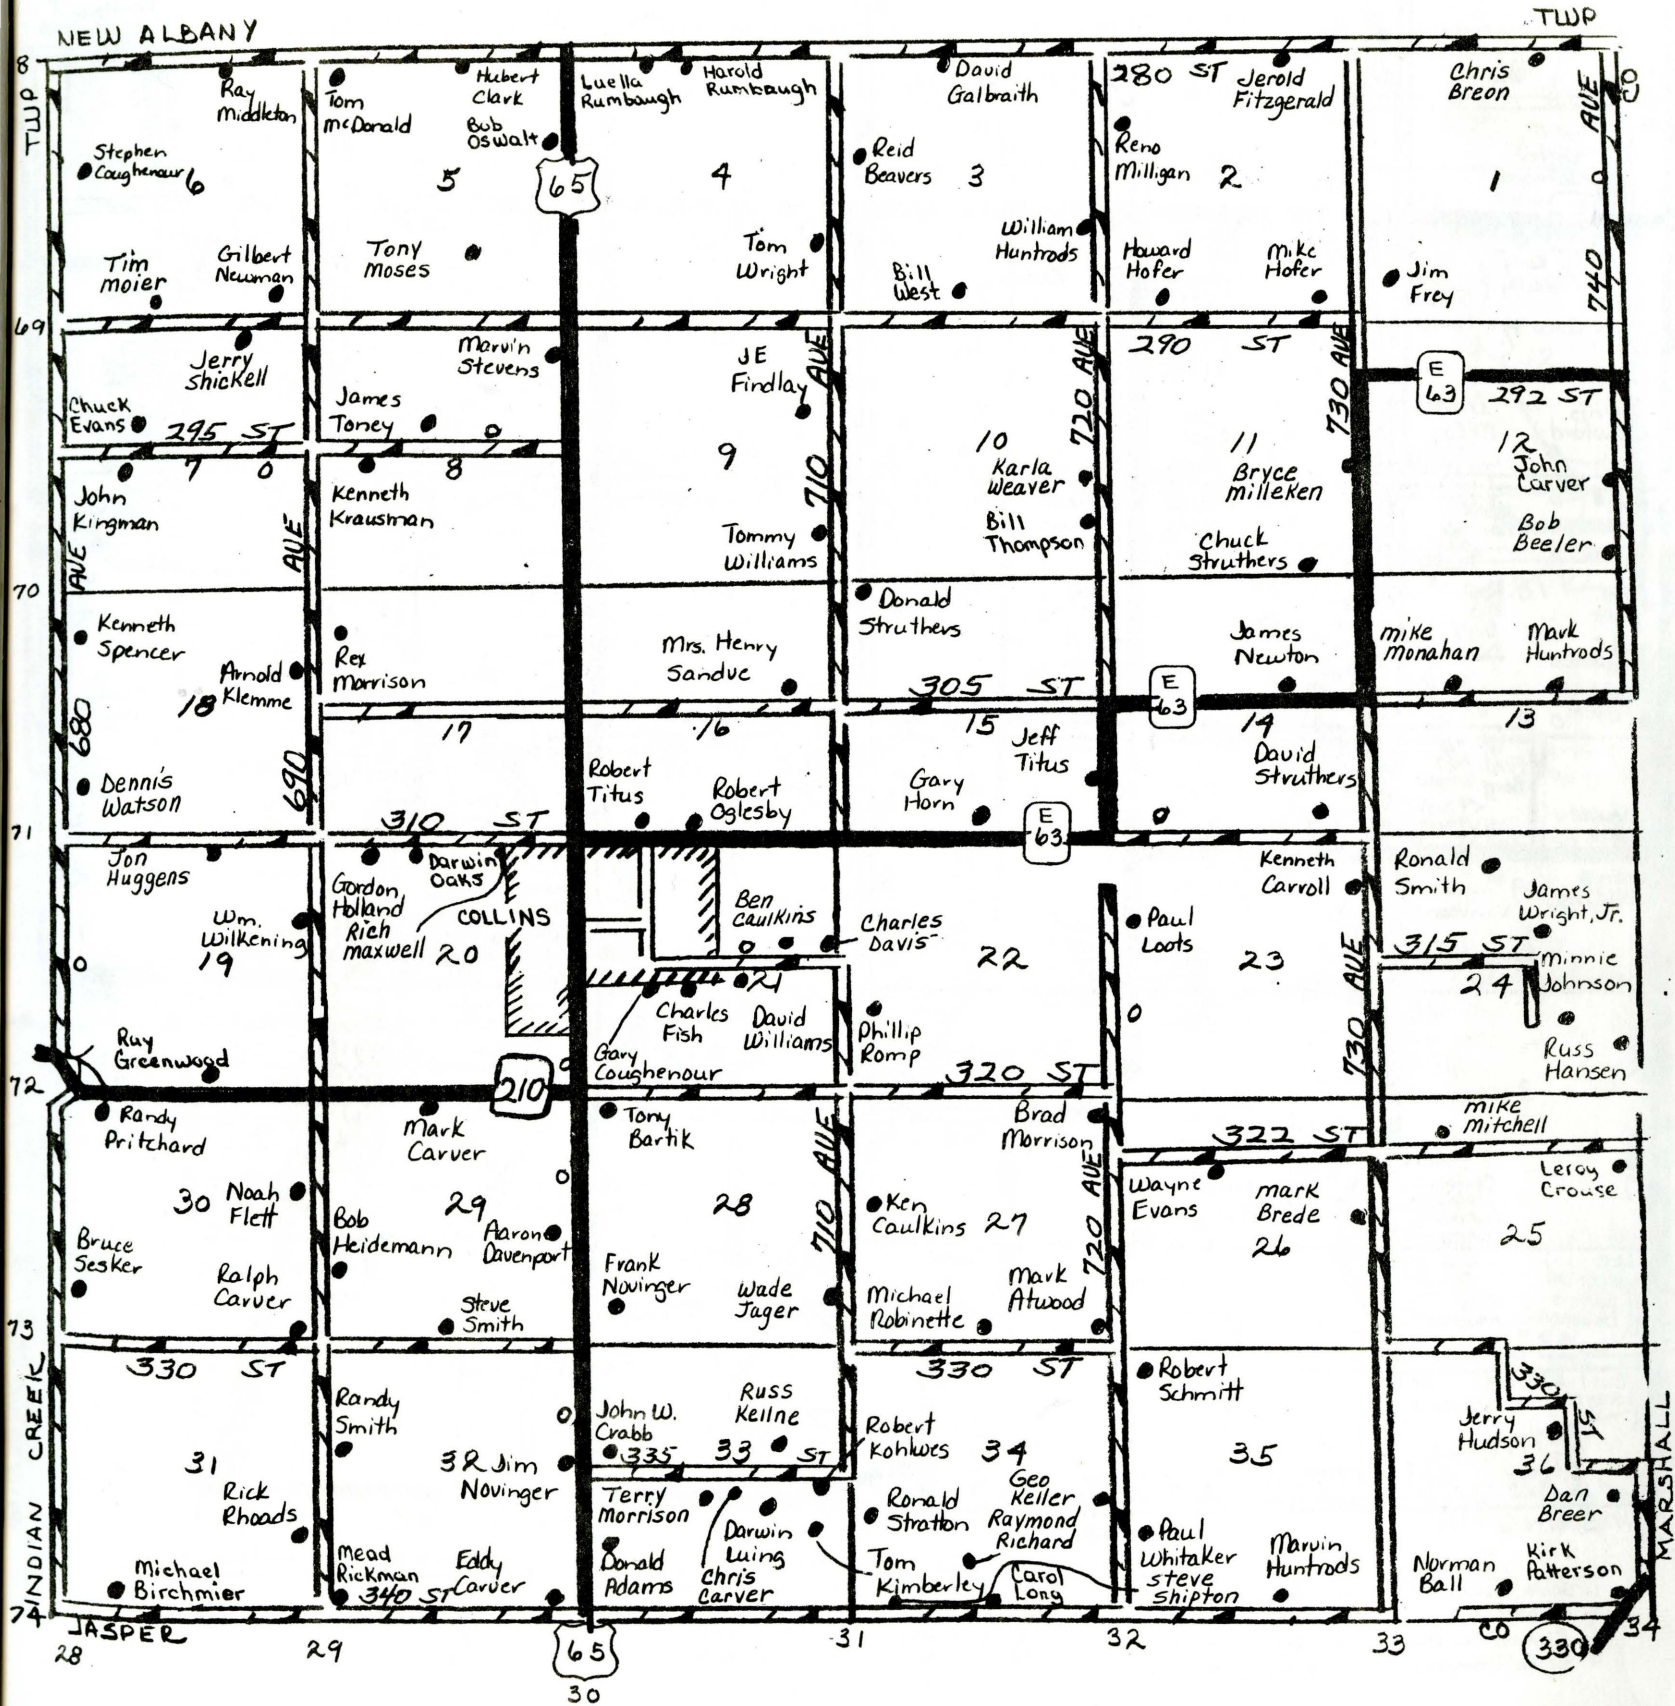 NEW ALBANY
TWP
8
TWP
Ray
Middleton
Tom
McDonald
Hubert
Clark
Bob
Oswalt
Luella
Rumbaugh
Harold
Rumbaugh
David
Galbraith
280 ST
Jerold
Fitzgerald
Chris
Breon
AVE
CO
Stephen
Coughenour
6
5
65
4
Reid
Beavers
3
Reno
Milligan
2
1
Tim
Moier
Gilbert
Newman
Tony
Moses
Tom
Wright
Bill
West
William
Huntrods
Howard
Hofer
Mike
Hofer
Jim
Frey
740
69
Jerry
Shickell
Marvin
Stevens
JE
Findlay
AVE
720 AVE
290 ST
730 AVE
E
63
292 ST
Chuck
Evans
295 ST
James
Toney
7
8
9
710
10
Karla
Weaver
11
Bryce
Milleken
12
John
Carver
John
Kingman
AVE
AVE
Kenneth
Krausman
Tommy
Williams
Bill
Thompson
Chuck
Struthers
Bob
Beeler
70
Kenneth
Spencer
Arnold
Klemme
Rex
Morrison
Mrs. Henry
Sandve
Donald
Struthers
James
Newton
Mike
Monahan
Mark
Huntrods
680
18
690
17
16
305 ST
15
E
63
14
13
Dennis
Watson
Robert
Titus
Robert
Oglesby
Gary
Horn
Jeff
Titus
David
Struthers
71
310 ST
E
63
Jon
Huggens
Gordon
Holland
Rich
Maxwell
Darwin
Oaks
COLLINS
Ben
Caulkins
Charles
Davis
Kenneth
Carroll
Ronald
Smith
James
Wright, Jr.
Wm.
Wilkening
19
20
21
22
Paul
Loots
23
730 AVE
315 ST
24
Minnie
Johnson
Ray
Greenwood
Gary
Coughenour
Charles
Fish
David
Williams
Phillip
Romp
Russ
Hansen
72
210
320 ST
Randy
Pritchard
Mark
Carver
Tony
Bartik
Brad
Morrison
322 ST
Mike
Mitchell
30
Noah
Flett
Bob
Heidemann
29
Aaron
Davenport
28
710 AVE
Ken
Caulkins
27
720 AVE
Wayne
Evans
Mark
Brede
26
Leroy
Crouse
25
Bruce
Sesker
Ralph
Carver
Steve
Smith
Frank
Novinger
Wade
Jager
Michael
Robinette
Mark
Atwood
73
330 ST
330 ST
330
ST
INDIAN CREEK
Randy
Smith
John W.
Crabb
Russ
Keilne
Robert
Kohlwes
Robert
Schmitt
Jerry
Hudson
MARSHALL
31
Rick
Rhoads
32
Jim
Novinger
335 ST
33
34
Geo
Keller
Raymond
Richard
35
36
Dan
Breer
Terry
Morrison
Darwin
Luing
Chris
Carver
Ronald
Stratton
Paul
Whitaker
Steve
Shipton
Marvin
Huntrods
Norman
Ball
Kirk
Patterson
Michael
Birchmier
Mead
Rickman
340 ST
Eddy
Carver
Donald
Adams
Tom
Kimberley
Carol
Long
74
JASPER
CO
330
28
29
65
30
31
32
33
34